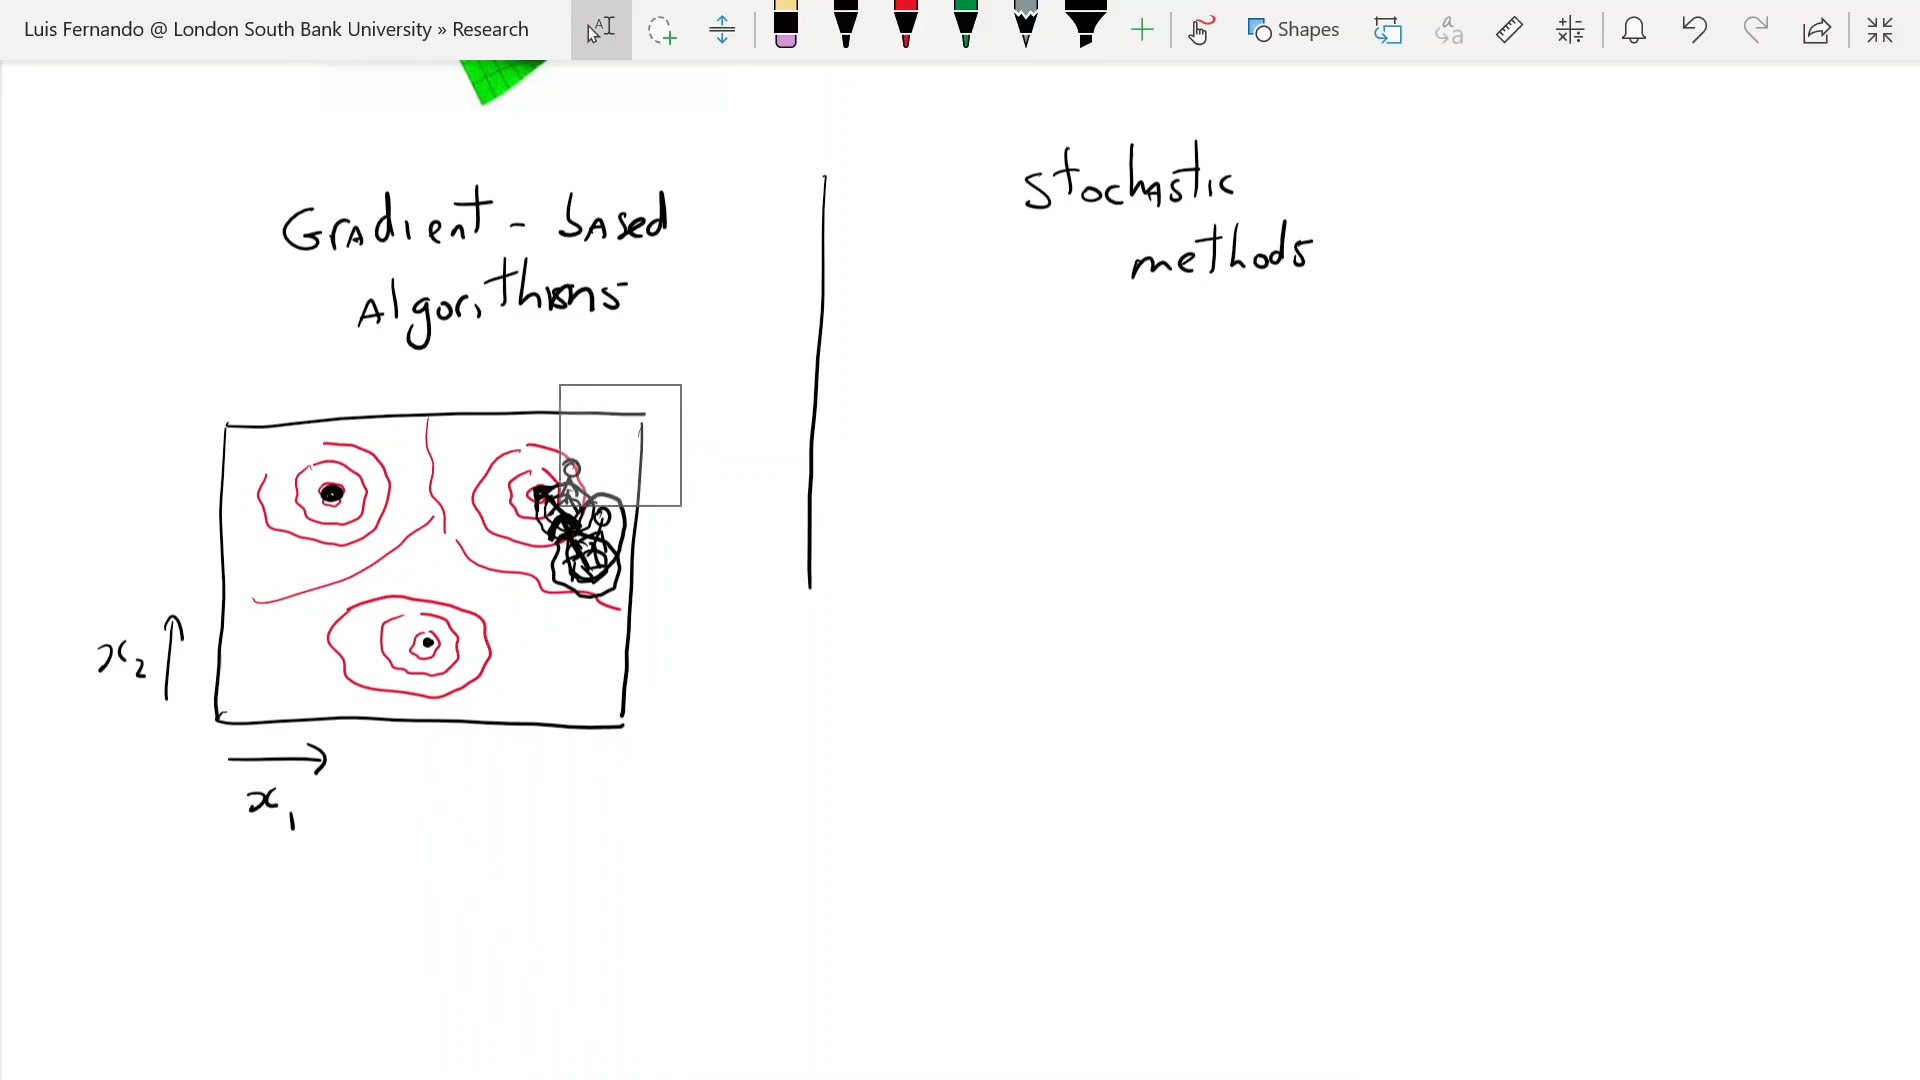 Luis Fernando @ London South Bank University » Research
Shapes
Gradient - based
Algorithms
stochastic
methods
x2
x1